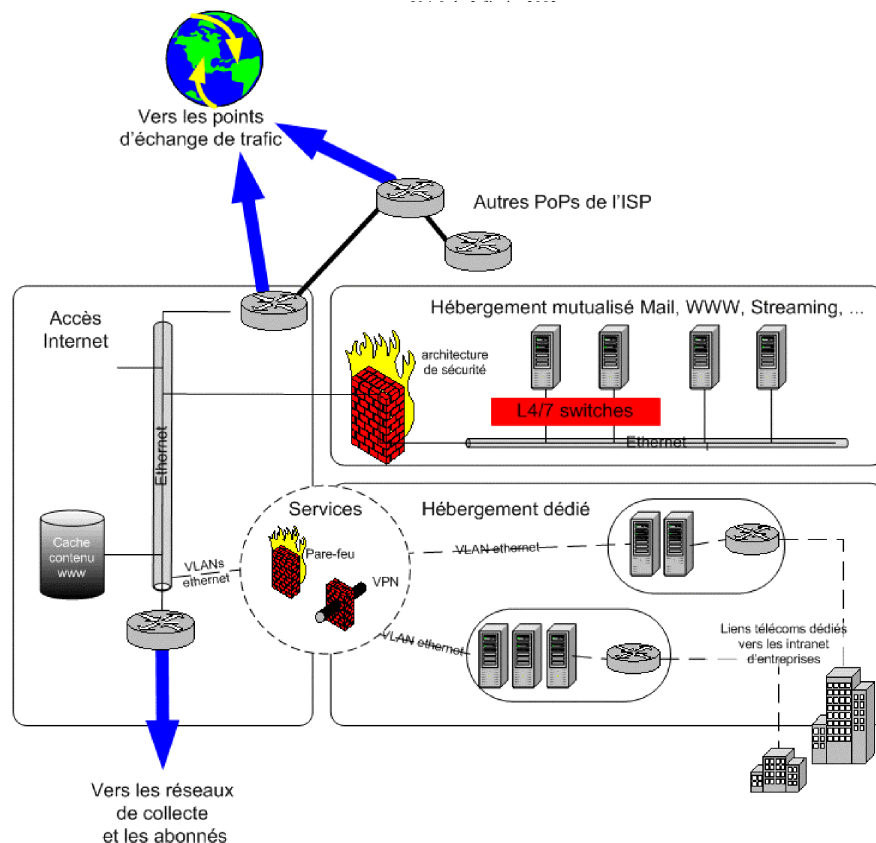 Vers les points
d'échange de trafic
Autres PoPs de l'ISP
Accès
Internet
Hébergement mutualisé Mail, WWW, Streaming, ...
architecture
de sécurité
L4/7 switches
Ethernet
Ethernet
Services
Hébergement dédié
Cache
contenu
www
VLANs
ethernet
Pare-feu
VPN
VLAN ethernet
VLAN ethernet
Liens télécoms dédiés
vers les intranet
d'entreprises
Vers les réseaux
de collecte
et les abonnés